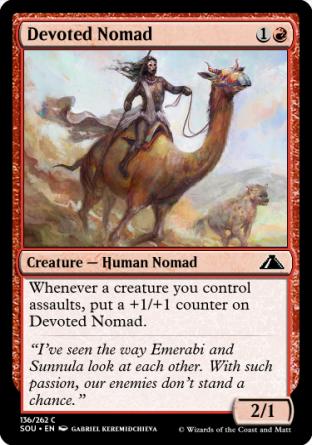 Devoted Nomad 1
Creature — Human Nomad
Whenever a creature you control
assaults, put a +1/+1 counter on
Devoted Nomad.
“I’ve seen the way Emerabi and
Sunnula look at each other. With such
passion, our enemies don’t stand a
chance.”
2/1
136/262 C
SOU • EN GABRIEL KEREMIDCHIEVA © Wizards of the Coast and Matt